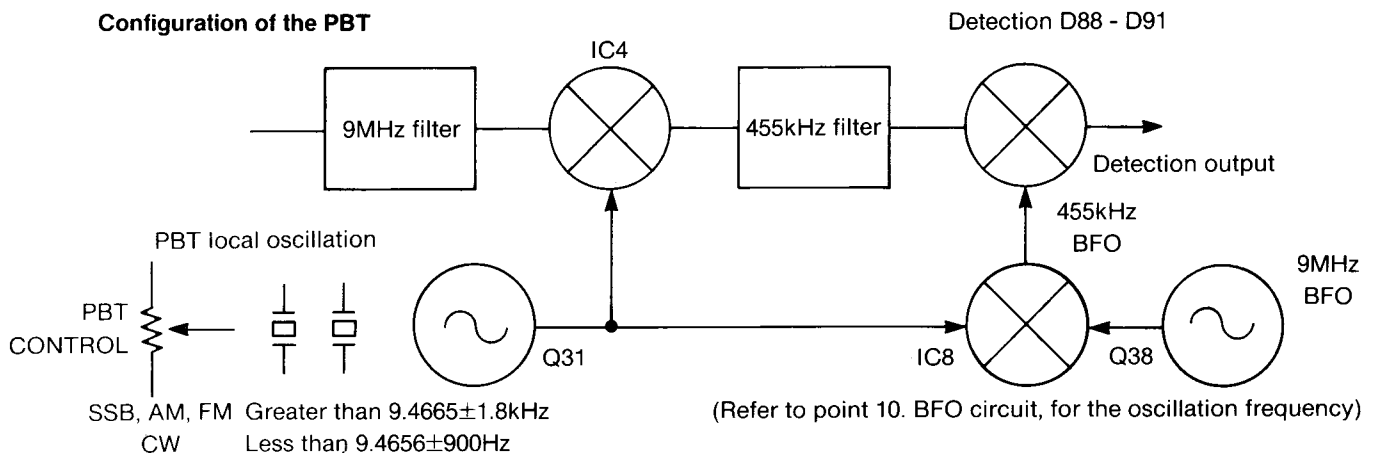 Configuration of the PBT
Detection D88 - D91
IC4
9MHz filter
455kHz filter
Detection output
455kHz
BFO
PBT local oscillation
9MHz
BFO
PBT
CONTROL
Q31
IC8
Q38
SSB, AM, FM Greater than 9.4665±1.8kHz
(Refer to point 10. BFO circuit, for the oscillation frequency)
CW Less than 9.4656±900Hz